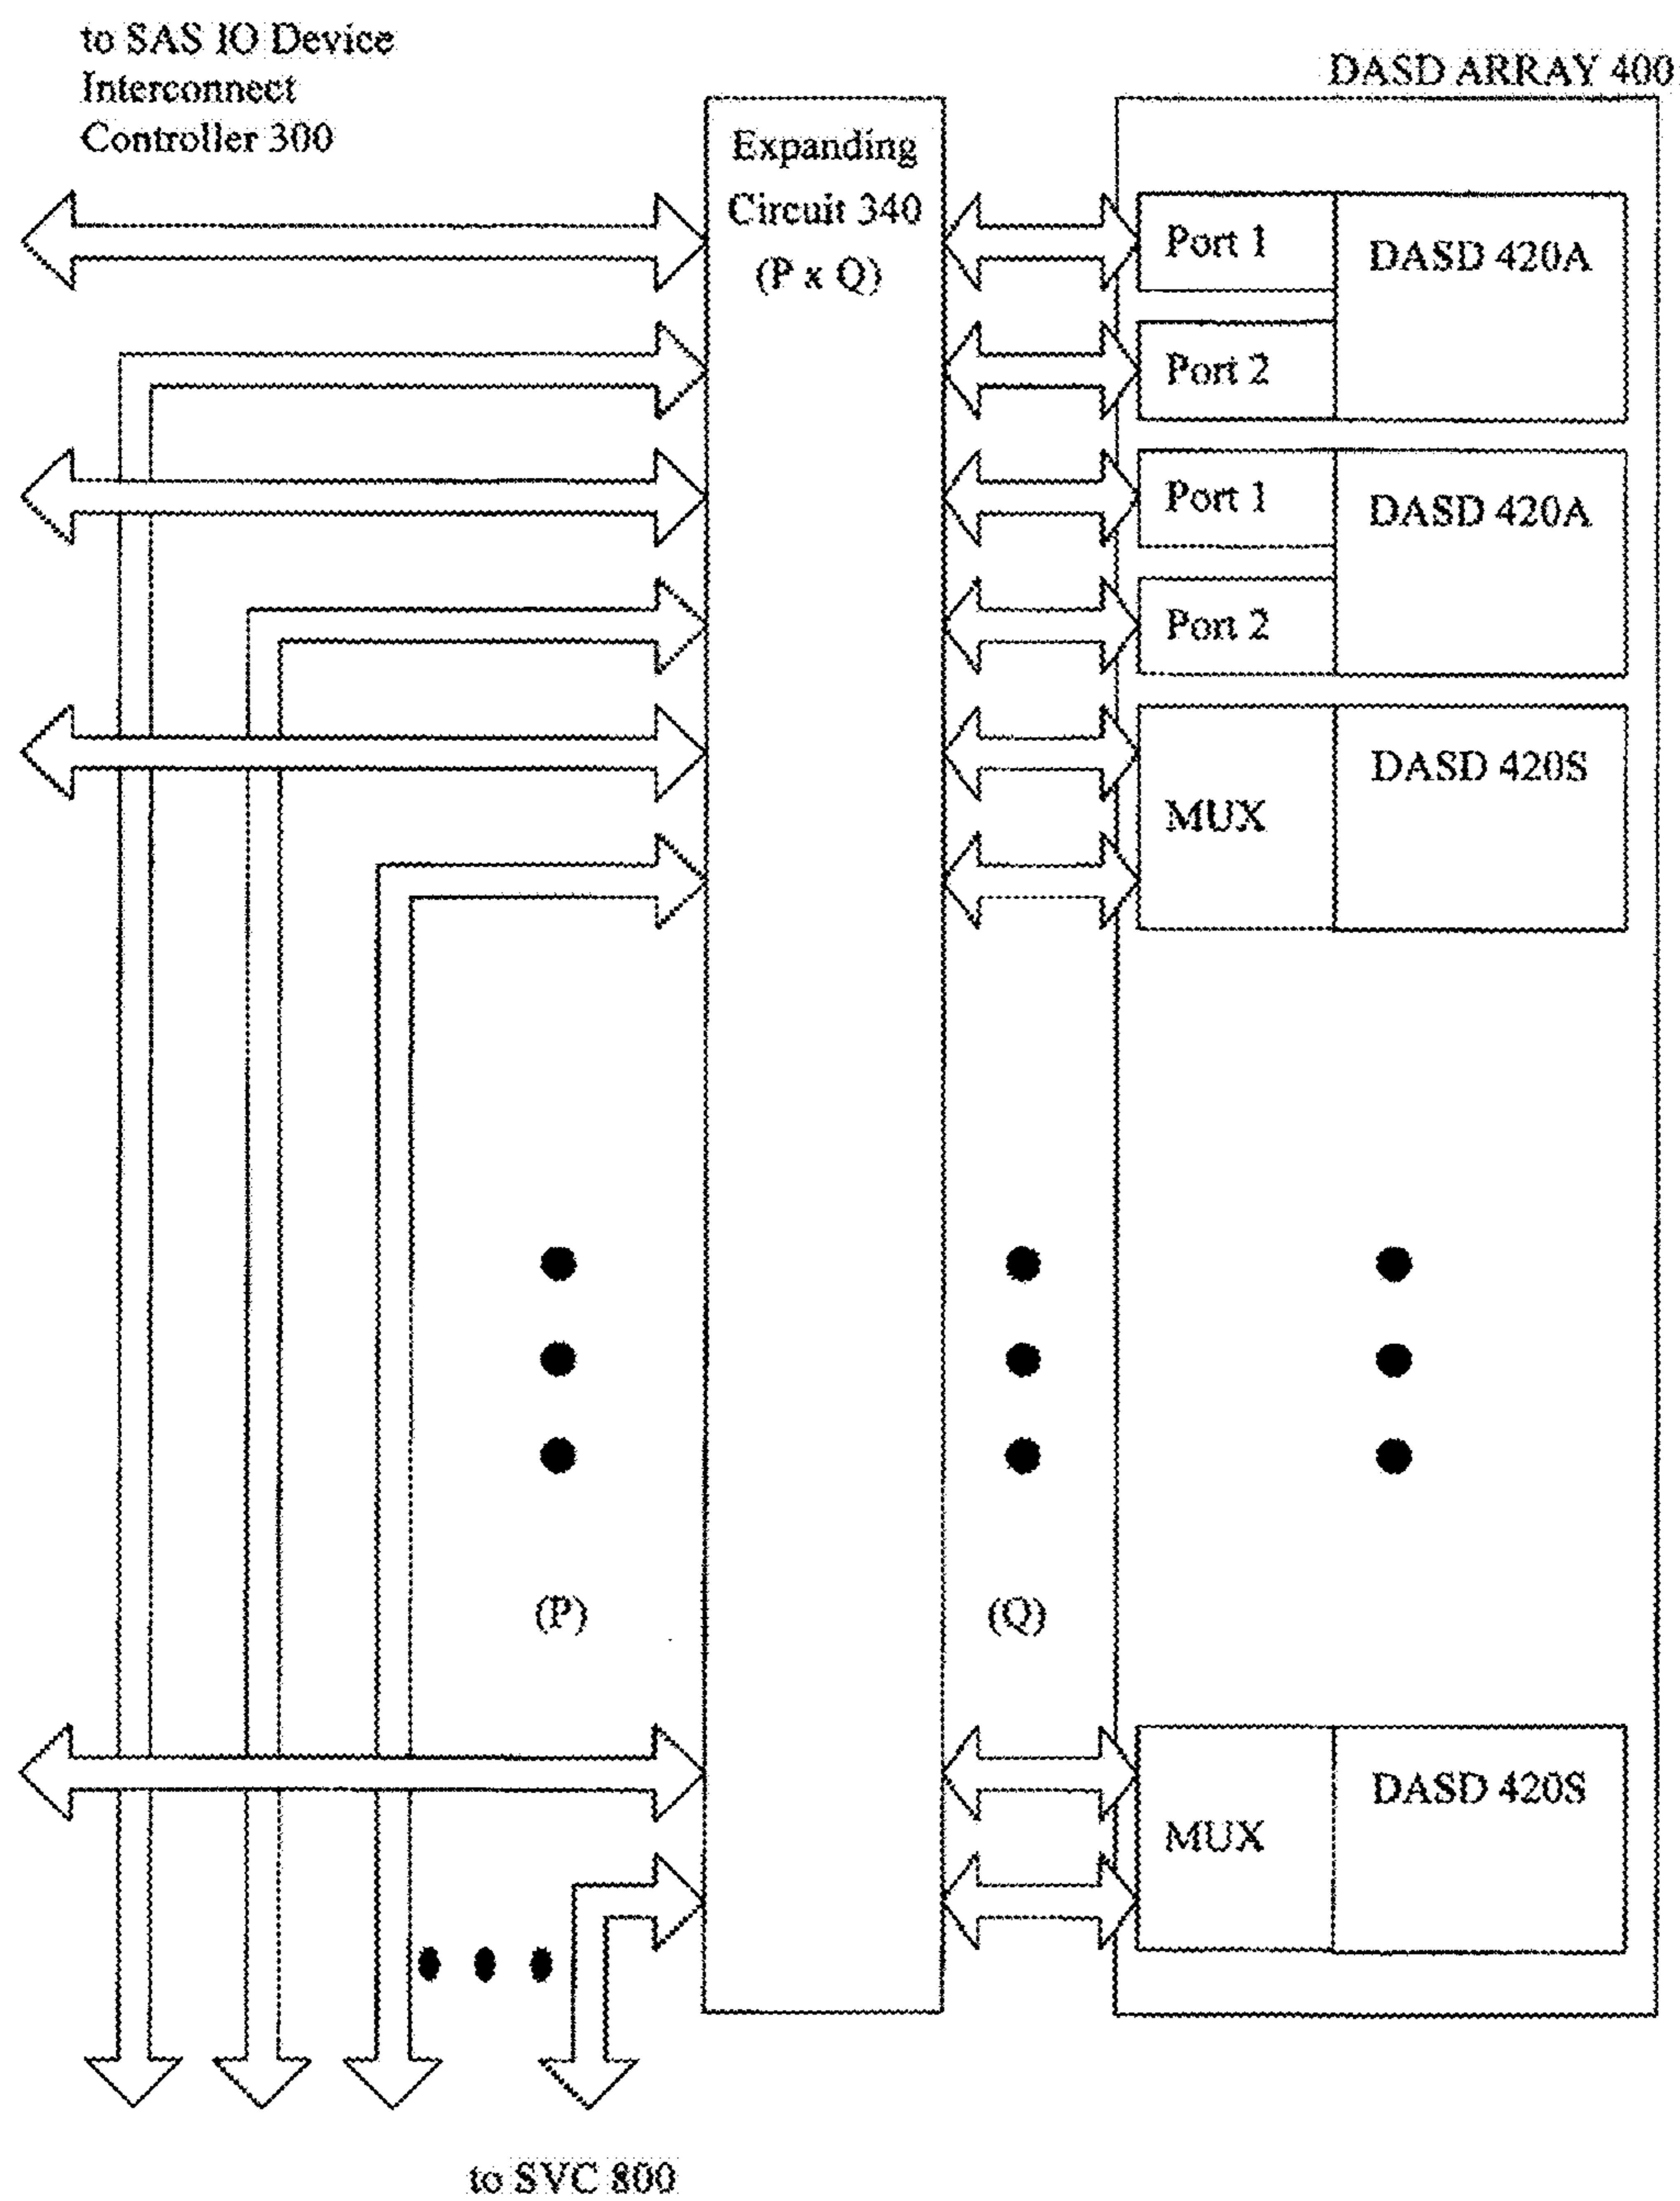 to SAS IO Device
Interconnect
Controller 300
DASD ARRAY 400
Expanding
Circuit 340
(P x Q)
Port 1
DASD 420A
Port 2
Port 1
DASD 420A
Port 2
DASD 420S
MUX
(P)
(Q)
DASD 420S
MUX
to SVC 800